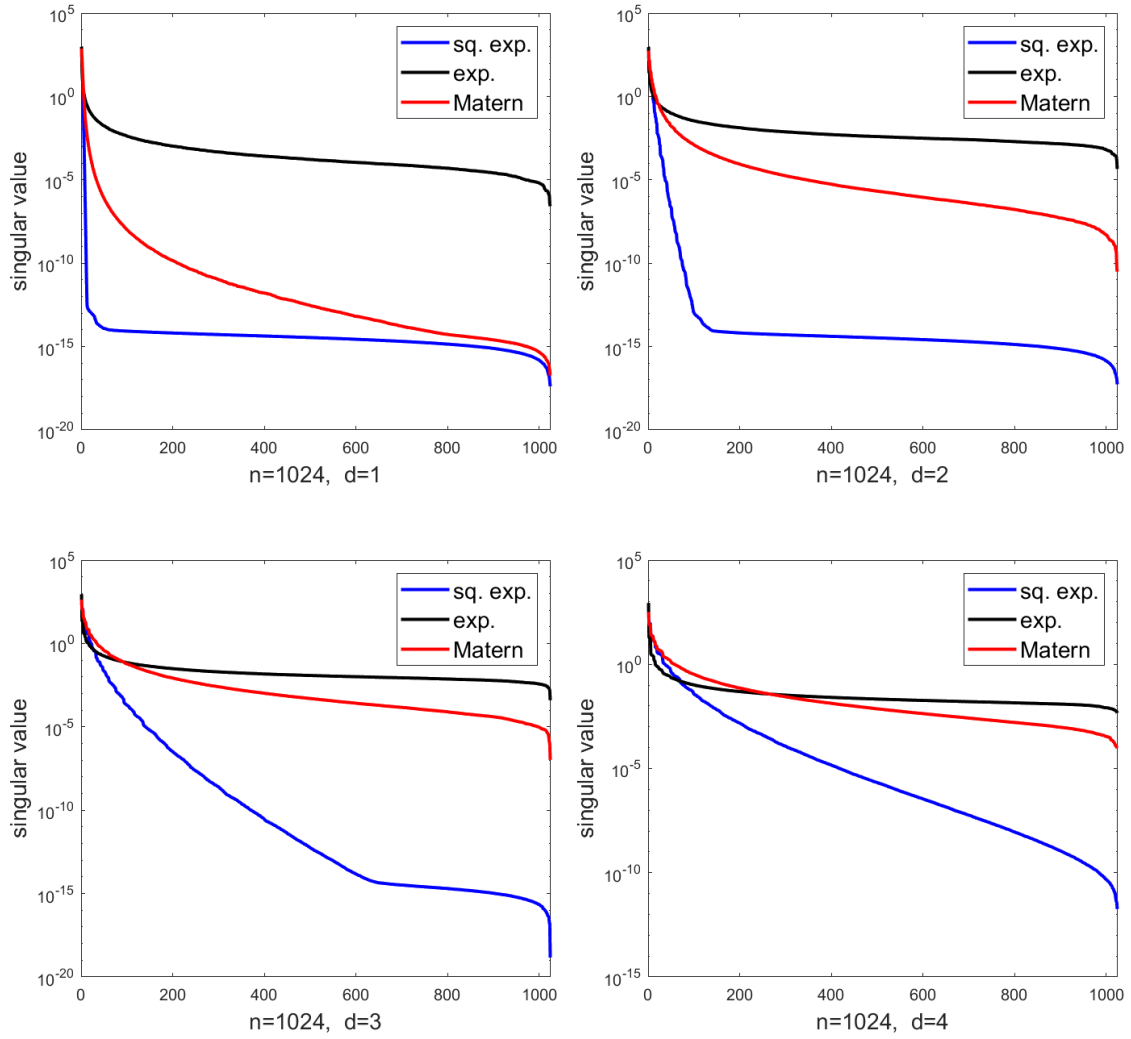 10^5
10^0
10^-5
10^-10
10^-15
10^-20
singular value
0 200 400 600 800 1000
n=1024, d=1
sq. exp.
exp.
Matern
10^5
10^0
10^-5
10^-10
10^-15
10^-20
singular value
0 200 400 600 800 1000
n=1024, d=2
sq. exp.
exp.
Matern
10^5
10^0
10^-5
10^-10
10^-15
10^-20
singular value
0 200 400 600 800 1000
n=1024, d=3
sq. exp.
exp.
Matern
10^5
10^0
10^-5
10^-10
10^-15
singular value
0 200 400 600 800 1000
n=1024, d=4
sq. exp.
exp.
Matern